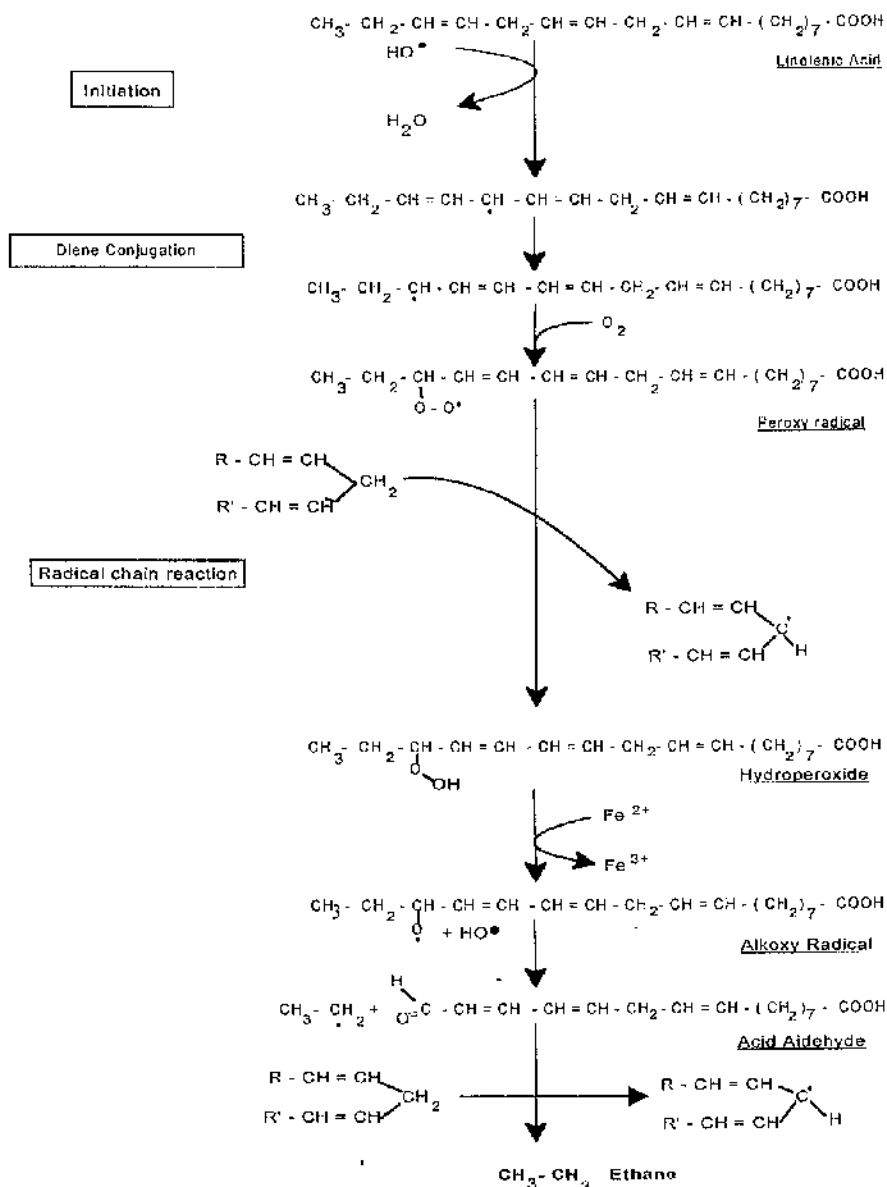 CH3- CH2-CH=CH-CH2-CH=CH-CH2-CH=CH-(CH2)7-COOH
HO•
Linolenic Acid
Initiation
H2O
CH3- CH2-CH=CH-CH-CH=CH-CH2-CH=CH-(CH2)7-COOH
Diene Conjugation
CH3- CH2-CH-CH=CH-CH=CH-CH2-CH=CH-(CH2)7-COOH
O2
CH3- CH2-CH-CH=CH-CH=CH-CH2-CH=CH-(CH2)7-COOH
O-O•
Peroxy radical
R-CH=CH
CH2
R'-CH=CH
Radical chain reaction
R-CH=CH
C•
R'-CH=CH
H
CH3- CH2-CH-CH=CH-CH=CH-CH2-CH=CH-(CH2)7-COOH
O
OH
Hydroperoxide
Fe2+
Fe3+
CH3- CH2-CH-CH=CH-CH=CH-CH2-CH=CH-(CH2)7-COOH
O• + HO•
Alkoxy Radical
H
CH3-CH2 + O=C-CH=CH-CH=CH-CH2-CH=CH-(CH2)7-COOH
Acid Aldehyde
R-CH=CH
CH2
R'-CH=CH
R-CH=CH
C•
R'-CH=CH
H
CH3-CH3 Ethane